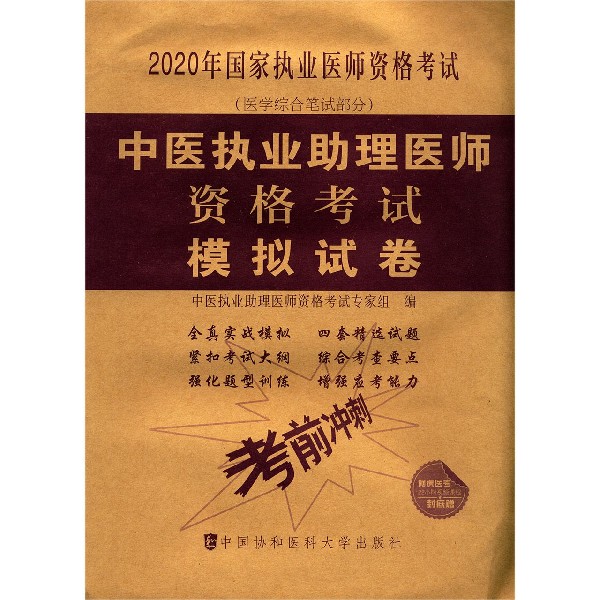 2020年国家执业医师资格考试
(医学综合笔试部分)
中医执业助理医师
资格考试
模拟试卷
中医执业助理医师资格考试专家组 编
全真实战模拟 四套精选试题
紧扣考试大纲 综合考查要点
强化题型训练 增强应考能力
考前冲刺
封底赠
中国协和医科大学出版社